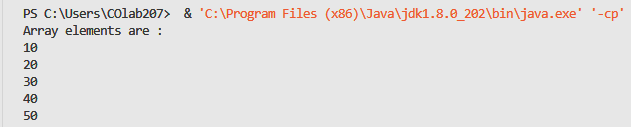 PS C:\Users\COlab207>  & 'C:\Program Files (x86)\Java\jdk1.8.0_202\bin\java.exe' '-cp'
Array elements are :
10
20
30
40
50